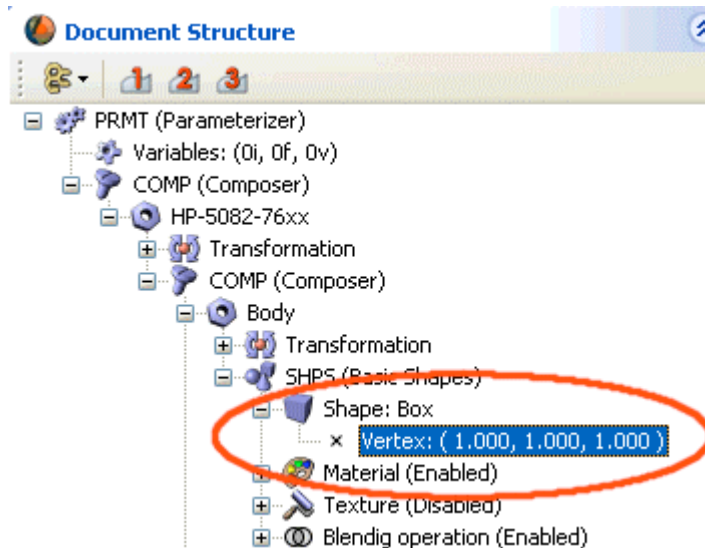 Document Structure
1 2 3
PRMT (Parameterizer)
Variables: (0i, 0f, 0v)
COMP (Composer)
HP-5082-76xx
Transformation
COMP (Composer)
Body
Transformation
SHPS (Basic Shapes)
Shape: Box
Vertex: ( 1.000, 1.000, 1.000 )
Material (Enabled)
Texture (Disabled)
Blendig operation (Enabled)